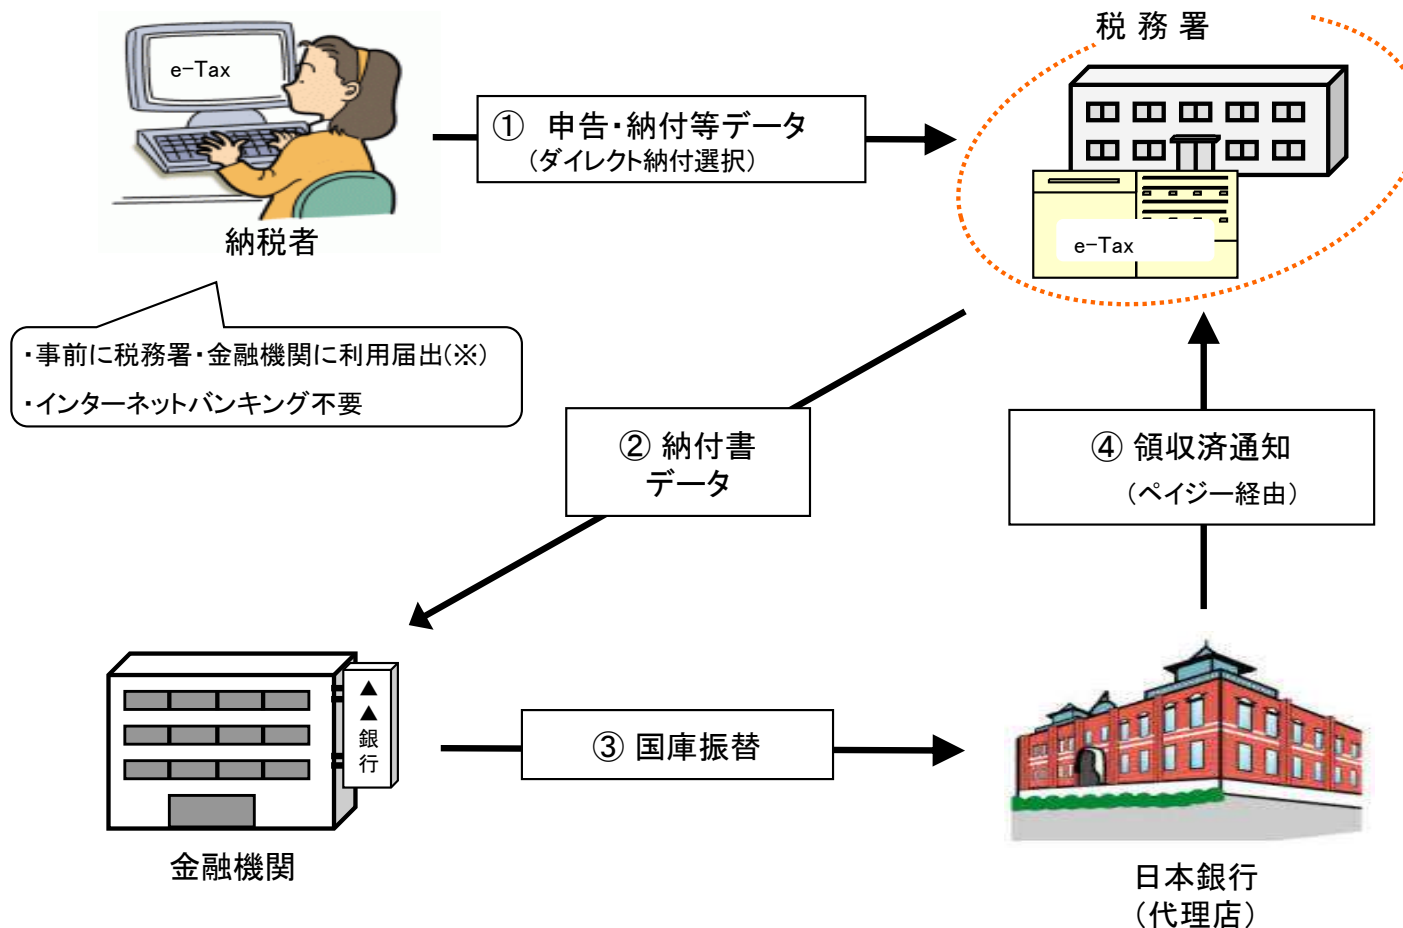 税務署
e-Tax
① 申告・納付等データ
（ダイレクト納付選択）
e-Tax
納税者
・事前に税務署・金融機関に利用届出(※)
・インターネットバンキング不要
② 納付書
データ
④ 領収済通知
（ペイジー経由）
▲▲銀行
③ 国庫振替
金融機関
日本銀行
（代理店）